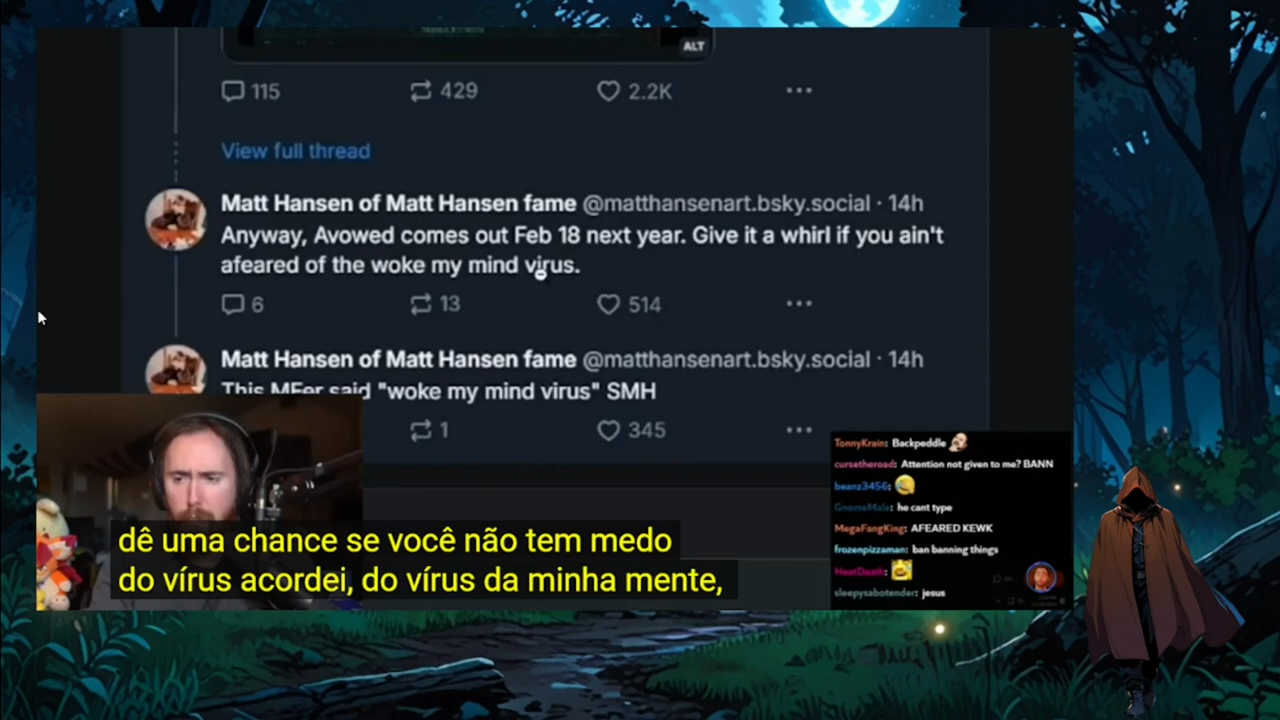 ALT
115 429 2.2K
View full thread
Matt Hansen of Matt Hansen fame @matthansenart.bsky.social · 14h
Anyway, Avowed comes out Feb 18 next year. Give it a whirl if you ain't
afeared of the woke my mind virus.
6 13 514
Matt Hansen of Matt Hansen fame @matthansenart.bsky.social · 14h
This MFer said "woke my mind virus" SMH
1 345
dê uma chance se você não tem medo
do vírus acordei, do vírus da minha mente,
TonnyKrain: Backpeddle
cursetheroad: Attention not given to me? BANN
beanz3456:
GnomeMale: he cant type
MegaFangKing: AFEARED KEWK
frozenpizzaman: ban banning things
HeatDeath:
sleepysabotender: jesus